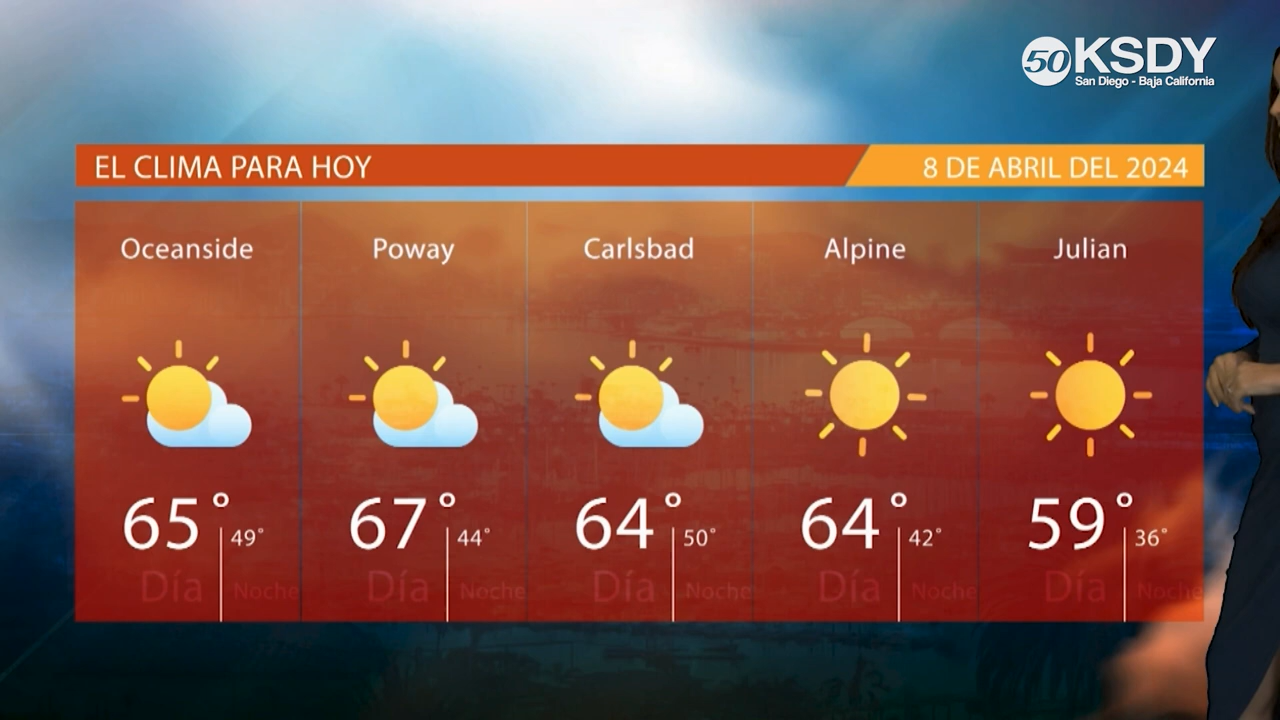 50 KSDY
San Diego - Baja California
EL CLIMA PARA HOY
8 DE ABRIL DEL 2024
Oceanside
65° 49°
Día Noche
Poway
67° 44°
Día Noche
Carlsbad
64° 50°
Día Noche
Alpine
64° 42°
Día Noche
Julian
59° 36°
Día Noche